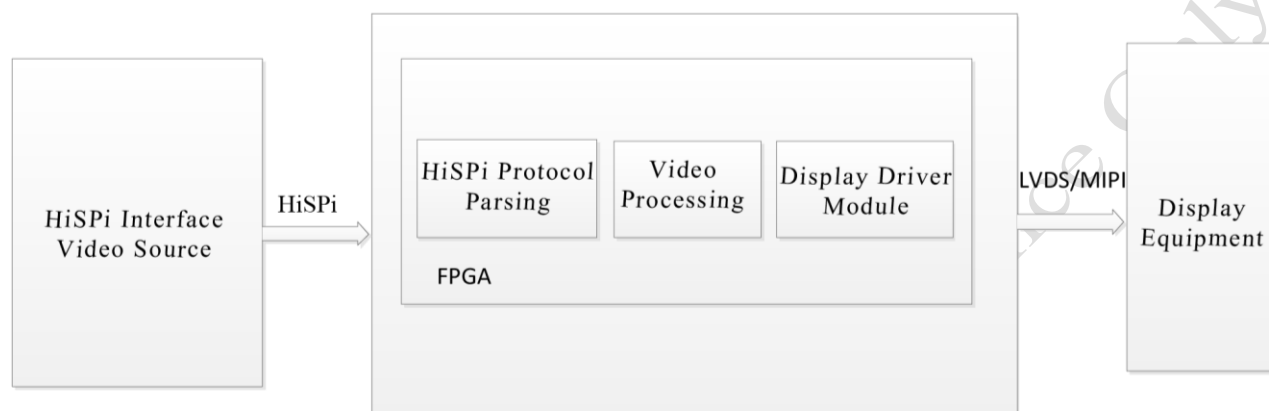 HiSPi Interface
Video Source
HiSPi
HiSPi Protocol
Parsing
Video
Processing
Display Driver
Module
FPGA
LVDS/MIPI
Display
Equipment